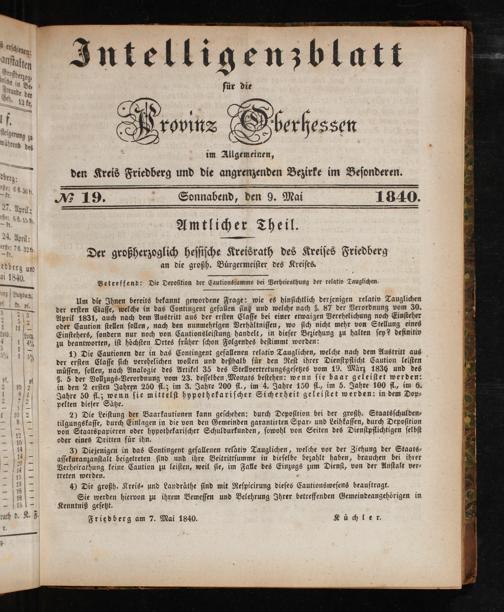 Intelligenzblatt
für die
Provinz Oberhessen
im Allgemeinen,
den Kreis Friedberg und die angrenzenden Bezirke im Besonderen.
№ 19. Sonnabend, den 9. Mai 1840.
Amtlicher Theil.
Der großherzoglich hessische Kreisrath des Kreises Friedberg
an die großh. Bürgermeister des Kreises.
Betreffend: Die Deposition der Cautionssumme bei Verheirathung der relativ Tauglichen.
Um die Ihnen bereits bekannt gewordene Frage: wie es hinsichtlich derjenigen relativ Tauglichen
der ersten Classe, welche in das Contingent gefallen sind und welche nach §. 87 der Verordnung vom 30.
April 1831, auch nach dem Austritt aus der ersten Classe bei einer etwaigen Verehelichung noch Einsteher
oder Caution stellen sollen, nach den nunmehrigen Verhältnissen, wo sich nicht mehr von Stellung eines
Einstehers, sondern nur noch von Cautionsleistung handelt, in dieser Beziehung zu halten sey? definitiv
zu beantworten, ist höchsten Ortes früher schon Folgendes bestimmt worden:
1) Die Cautionen der in das Contingent gefallenen relativ Tauglichen, welche nach dem Austritt aus
der ersten Classe sich verehelichen wollen und deßhalb für den Rest ihrer Dienstpflicht Caution leisten
müssen, sollen, nach Analogie des Artikel 35 des Stellvertretungsgesetzes vom 19. März 1836 und des
§. 5 der Vollzugs-Verordnung vom 23. desselben Monats bestehen: wenn sie baar geleistet werden:
in den 2 ersten Jahren 250 fl.; im 3. Jahre 200 fl., im 4. Jahre 150 fl., im 5. Jahre 100 fl., im 6.
Jahre 50 fl.; wenn sie mittelst hypothekarischer Sicherheit geleistet werden: in dem Dop-
pelten dieser Sätze.
2) Die Leistung der Baarkautionen kann geschehen: durch Deposition bei der großh. Staatsschulden-
tilgungskasse, durch Einlagen in die von den Gemeinden garantirten Spar- und Leihkassen, durch Deposition
von Staatspapieren oder hypothekarischer Schuldurkunden, sowohl von Seiten des Dienstpflichtigen selbst
oder eines Dritten für ihn.
3) Diejenigen in das Contingent gefallenen relativ Tauglichen, welche vor der Ziehung der Staats-
assekuranzanstalt beigetreten sind und ihre Beitrittssumme in dieselbe bezahlt haben, brauchen bei ihrer
Verheirathung keine Caution zu leisten, weil sie, im Falle des Einzugs zum Dienst, von der Anstalt ver-
treten werden.
4) Die großh. Kreis- und Landräthe sind mit Respicirung dieses Cautionswesens beauftragt.
Sie werden hiervon zu ihrem Bemessen und Belehrung Ihrer betreffenden Gemeindeangehörigen in
Kenntniß gesetzt.
Friedberg am 7. Mai 1840. Küchler.